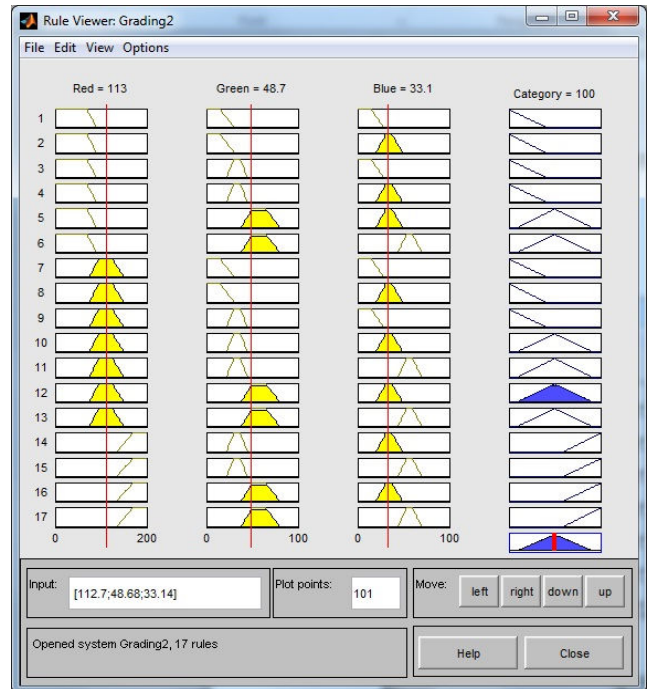 Rule Viewer: Grading2
File Edit View Options
Red = 113 Green = 48.7 Blue = 33.1 Category = 100
1
2
3
4
5
6
7
8
9
10
11
12
13
14
15
16
17
0 200 0 100 0 100
Input: [112.7;48.68;33.14] Plot points: 101 Move: left right down up
Opened system Grading2, 17 rules Help Close